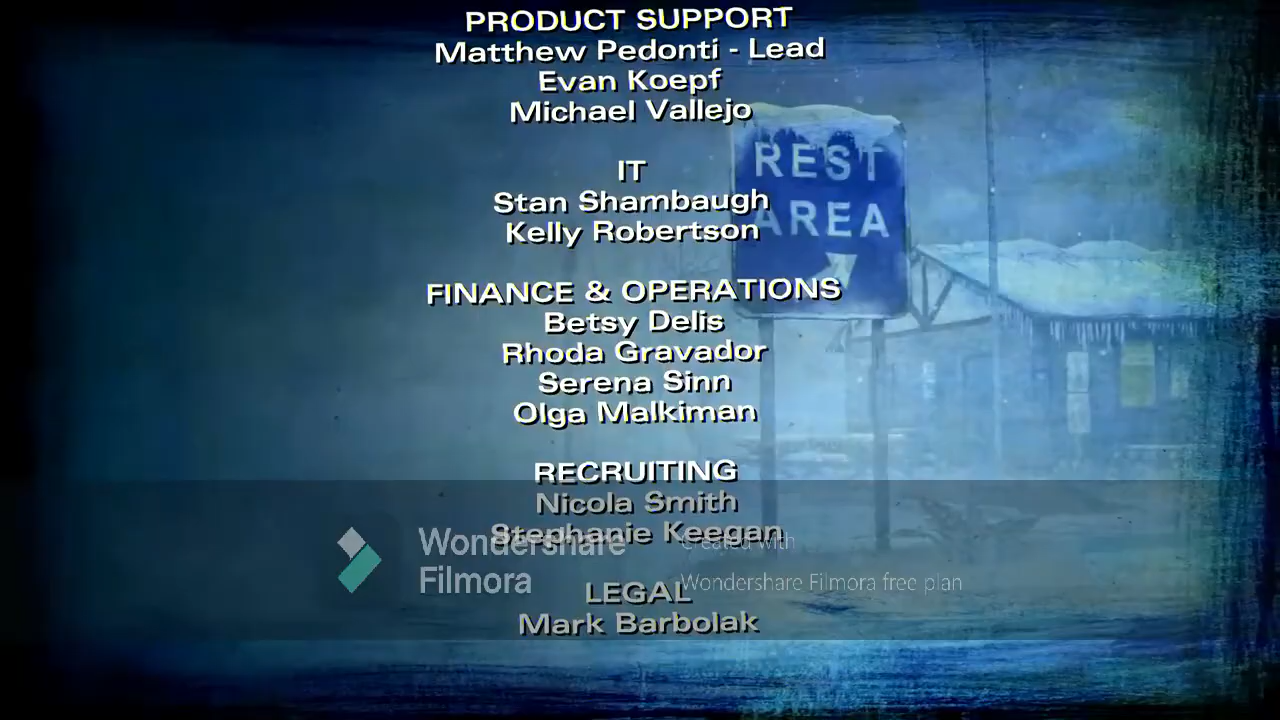 PRODUCT SUPPORT
Matthew Pedonti - Lead
Evan Koepf
Michael Vallejo
IT
Stan Shambaugh
Kelly Robertson
REST
AREA
FINANCE & OPERATIONS
Betsy Delis
Rhoda Gravador
Serena Sinn
Olga Malkiman
RECRUITING
Nicola Smith
Stephanie Keegan
Wondershare
Filmora
Created with
Wondershare Filmora free plan
LEGAL
Mark Barbolak